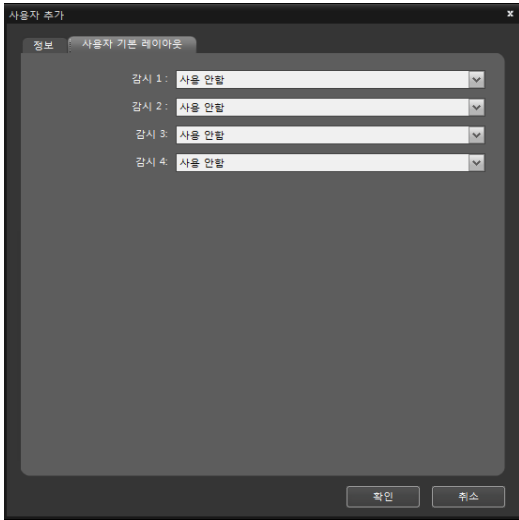 사용자 추가 x
정보 사용자 기본 레이아웃
감시 1 : 사용 안함
감시 2 : 사용 안함
감시 3: 사용 안함
감시 4: 사용 안함
확인 취소